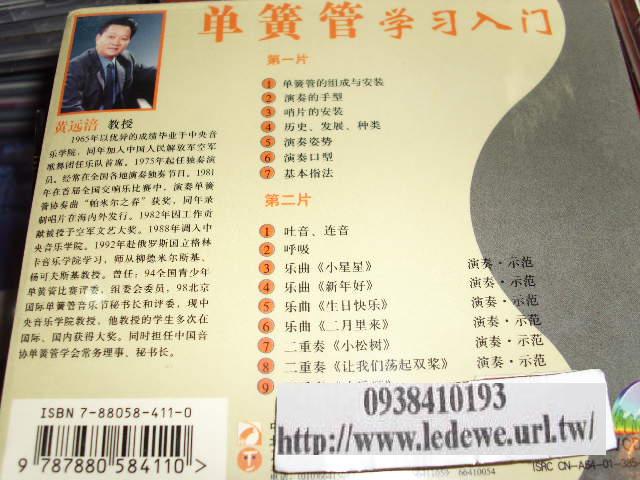 单簧管学习入门
黄远涪 教授
1965年以优异的成绩毕业于中央音
乐学院，同年加入中国人民解放军空军
歌舞团任乐队首席。1975年起任独奏演
员。经常在全国各地演奏独奏节目。1981
年在首届全国交响乐比赛中，演奏单簧
管协奏曲“帕米尔之春”获奖，同年录
制唱片在海内外发行。1982年因工作贡
献被授予空军文艺大奖。1988年调入中
央音乐学院。1992年赴俄罗斯国立格林
卡音乐学院学习，师从柳德米尔斯基、
杨可夫斯基教授。曾任：94全国青少年
单簧管比赛评委、组委会委员，98北京
国际单簧管音乐节秘书长和评委，现中
央音乐学院教授，他教授的学生多次在
国际、国内获得大奖。同时担任中国音
协单簧管学会常务理事、秘书长。
第一片
1 单簧管的组成与安装
2 演奏的手型
3 哨片的安装
4 历史、发展、种类
5 演奏姿势
6 演奏口型
7 基本指法
第二片
1 吐音、连音
2 呼吸
3 乐曲《小星星》 演奏·示范
4 乐曲《新年好》 演奏·示范
5 乐曲《生日快乐》 演奏·示范
6 乐曲《二月里来》 演奏·示范
7 二重奏《小松树》 演奏·示范
8 二重奏《让我们荡起双桨》 演奏·示范
9 演奏·示范
0938410193
http://www.ledewe.url.tw/
ISBN 7-88058-411-0
9 787880 584110 >
66410054
ISRC CN-A64-01-385-